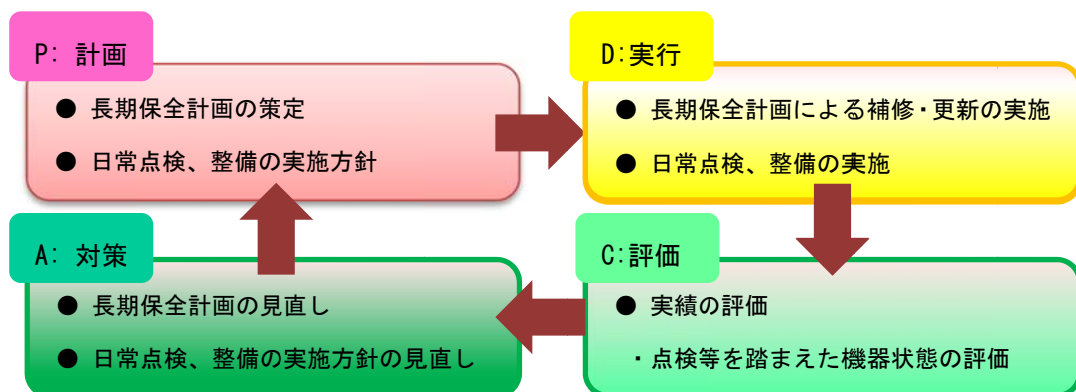 P: 計画
● 長期保全計画の策定
● 日常点検、整備の実施方針
D:実行
● 長期保全計画による補修・更新の実施
● 日常点検、整備の実施
C:評価
● 実績の評価
・点検等を踏まえた機器状態の評価
A: 対策
● 長期保全計画の見直し
● 日常点検、整備の実施方針の見直し